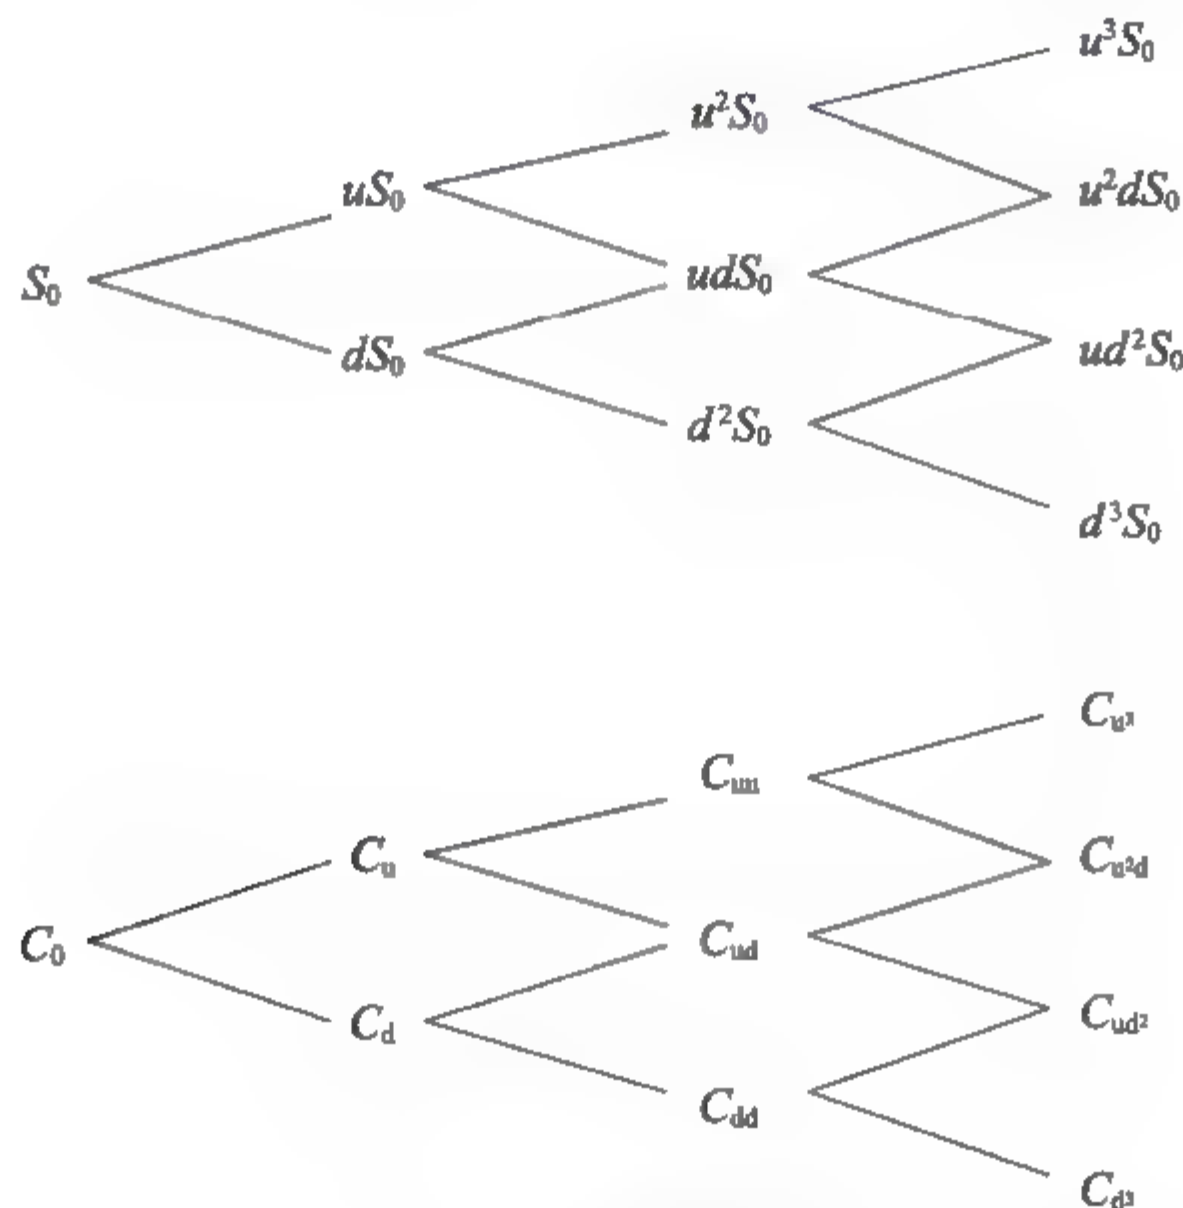 u³S₀
u²S₀
uS₀
u²dS₀
S₀
udS₀
dS₀
ud²S₀
d²S₀
d³S₀
C_u³
C_uu
C_u
C_u²d
C₀
C_ud
C_d
C_ud²
C_dd
C_d³